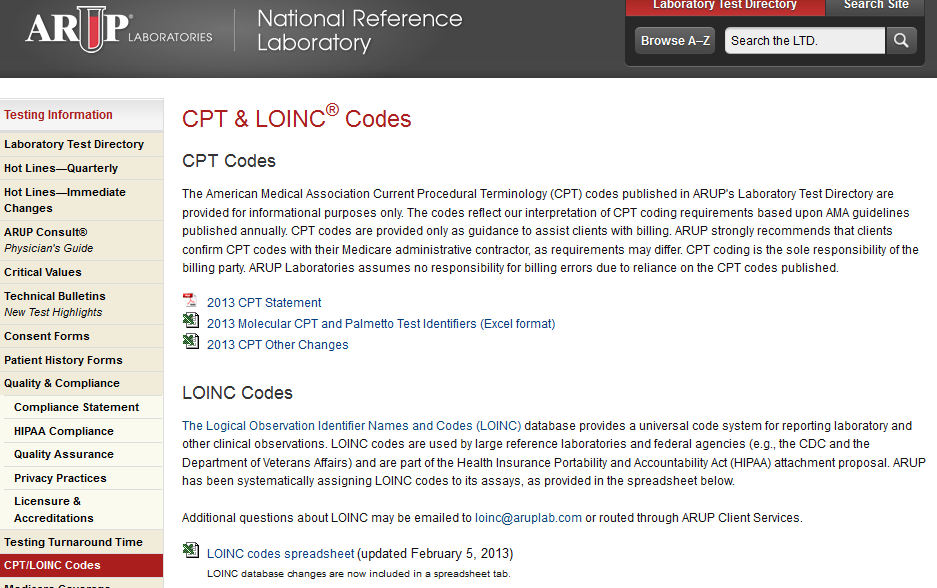 ARUP® LABORATORIES
National Reference
Laboratory
Laboratory Test Directory
Search Site
Browse A–Z
Search the LTD.
Testing Information
Laboratory Test Directory
Hot Lines—Quarterly
Hot Lines—Immediate
Changes
ARUP Consult®
Physician's Guide
Critical Values
Technical Bulletins
New Test Highlights
Consent Forms
Patient History Forms
Quality & Compliance
Compliance Statement
HIPAA Compliance
Quality Assurance
Privacy Practices
Licensure &
Accreditations
Testing Turnaround Time
CPT/LOINC Codes
Medicare Coverage
CPT & LOINC® Codes
CPT Codes
The American Medical Association Current Procedural Terminology (CPT) codes published in ARUP's Laboratory Test Directory are
provided for informational purposes only. The codes reflect our interpretation of CPT coding requirements based upon AMA guidelines
published annually. CPT codes are provided only as guidance to assist clients with billing. ARUP strongly recommends that clients
confirm CPT codes with their Medicare administrative contractor, as requirements may differ. CPT coding is the sole responsibility of the
billing party. ARUP Laboratories assumes no responsibility for billing errors due to reliance on the CPT codes published.
2013 CPT Statement
2013 Molecular CPT and Palmetto Test Identifiers (Excel format)
2013 CPT Other Changes
LOINC Codes
The Logical Observation Identifier Names and Codes (LOINC) database provides a universal code system for reporting laboratory and
other clinical observations. LOINC codes are used by large reference laboratories and federal agencies (e.g., the CDC and the
Department of Veterans Affairs) and are part of the Health Insurance Portability and Accountability Act (HIPAA) attachment proposal. ARUP
has been systematically assigning LOINC codes to its assays, as provided in the spreadsheet below.
Additional questions about LOINC may be emailed to loinc@aruplab.com or routed through ARUP Client Services.
LOINC codes spreadsheet (updated February 5, 2013)
LOINC database changes are now included in a spreadsheet tab.